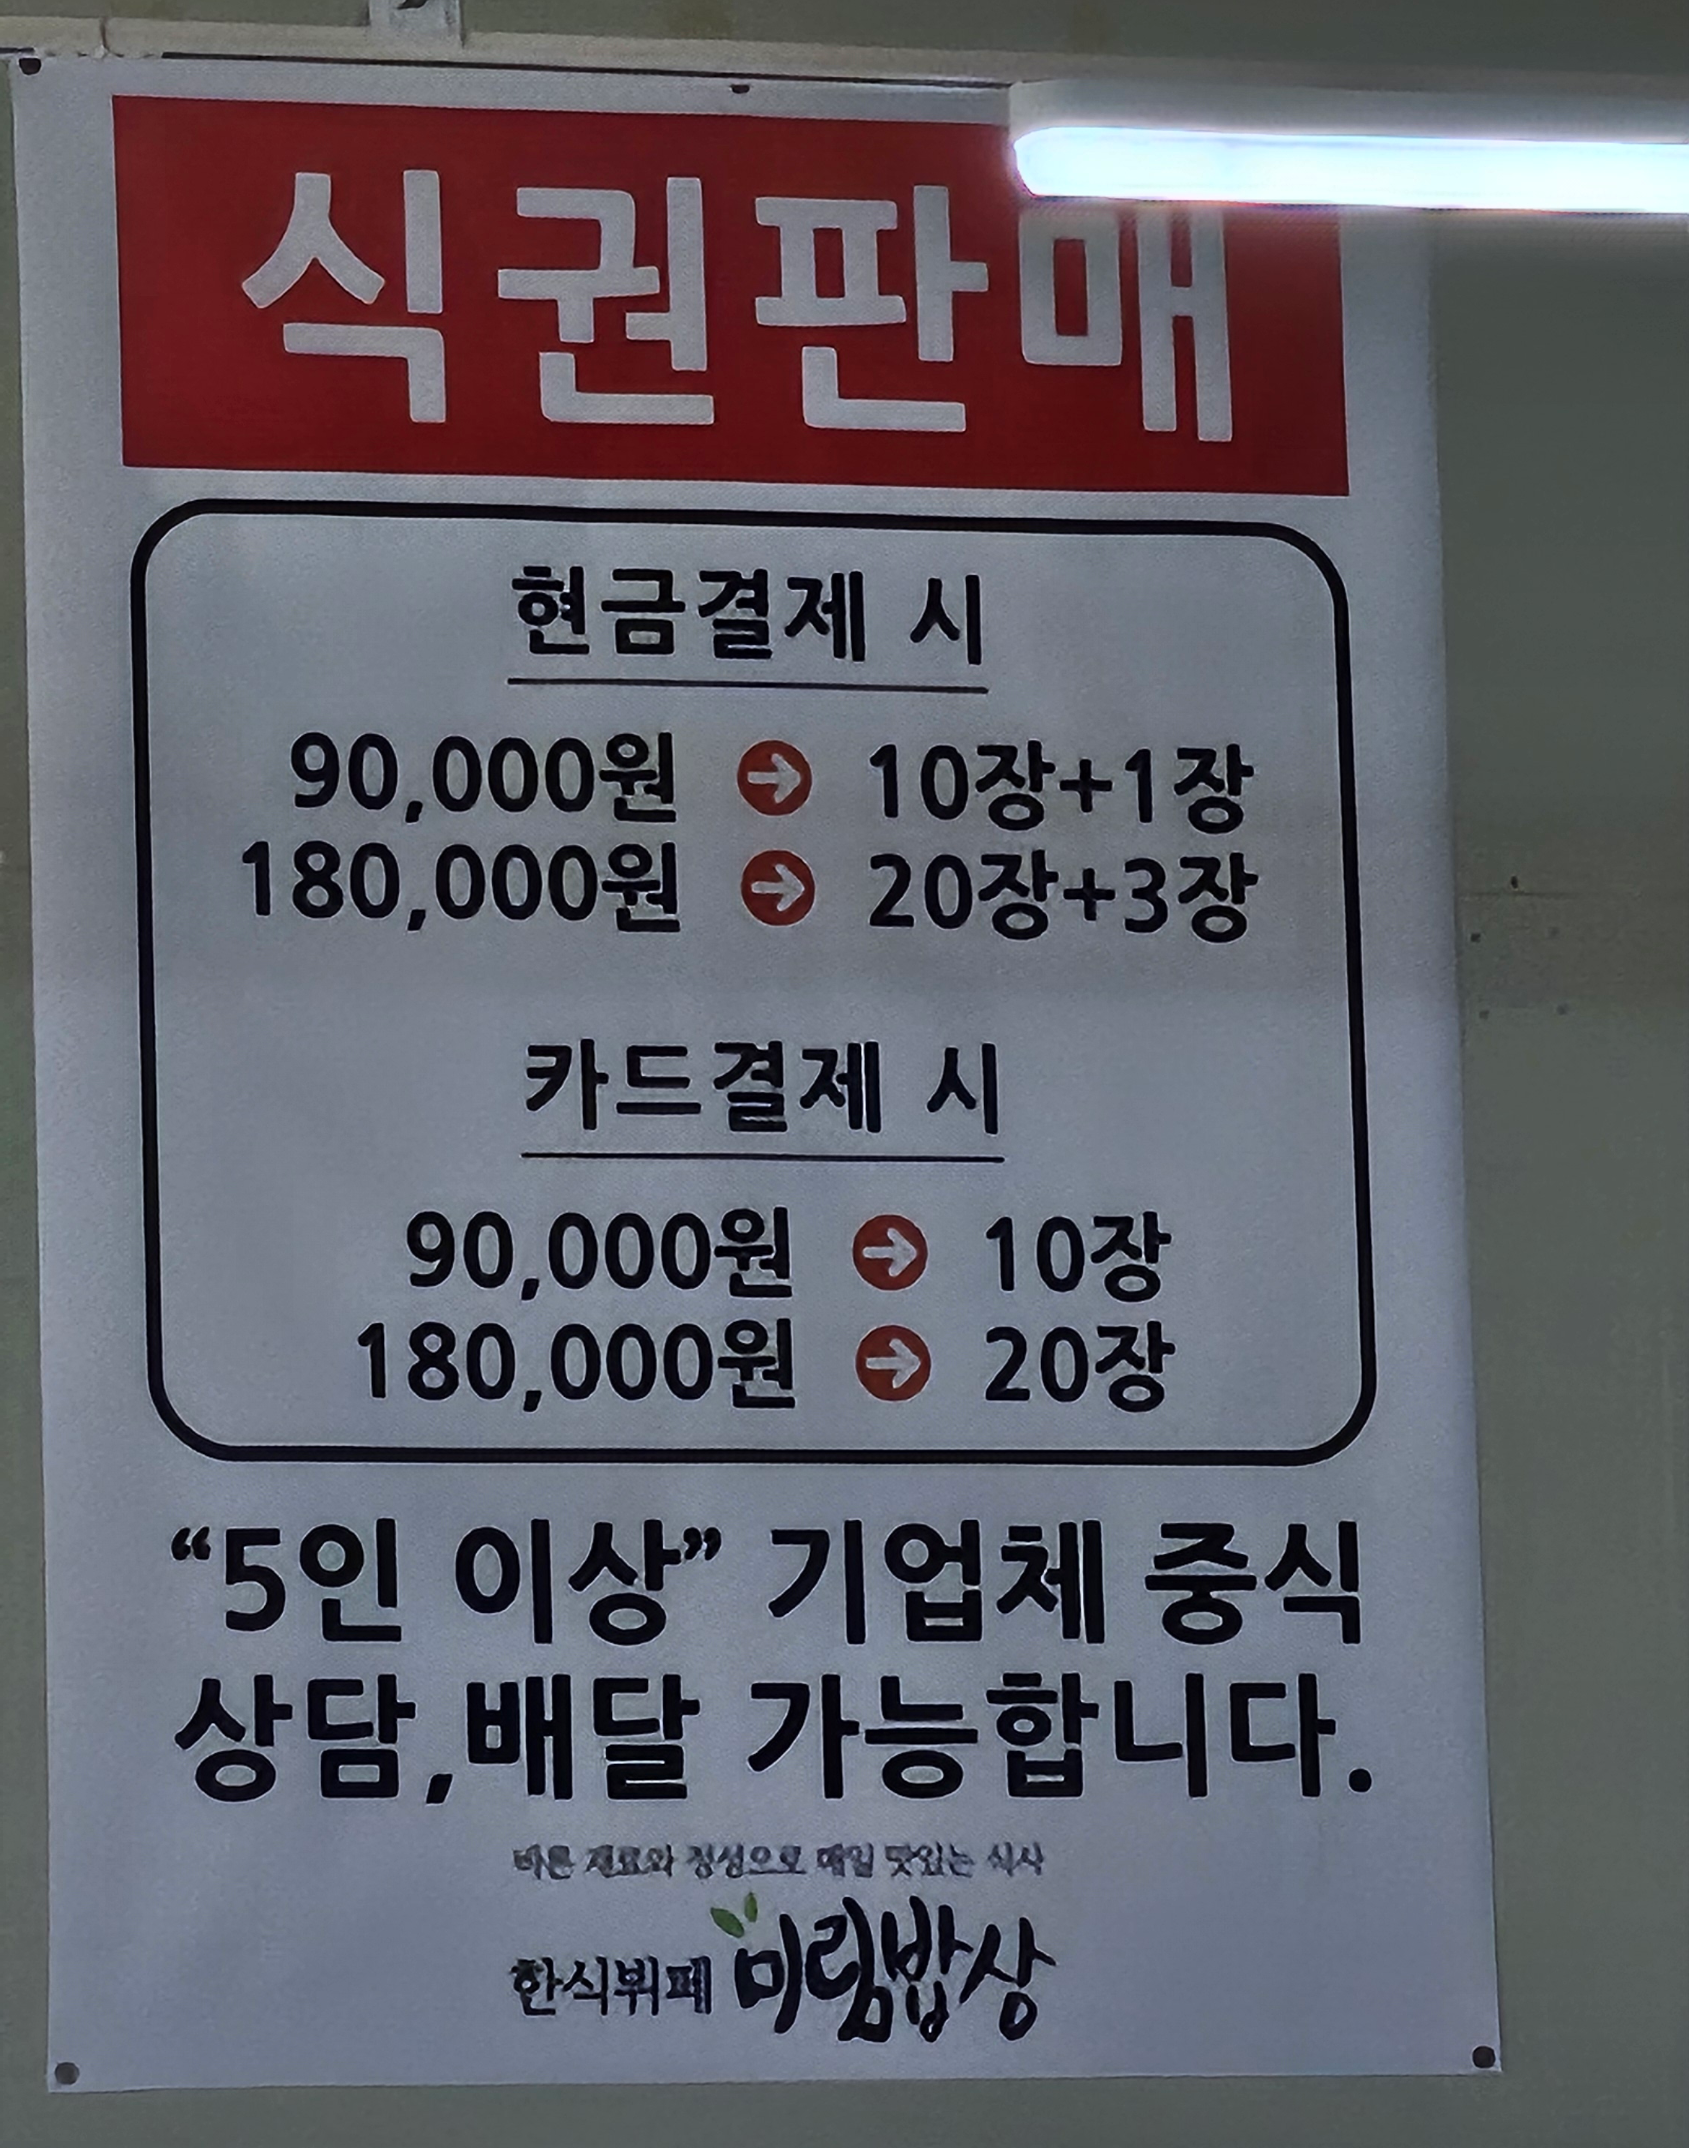 식권판매
현금결제 시
90,000원 → 10장+1장
180,000원 → 20장+3장
카드결제 시
90,000원 → 10장
180,000원 → 20장
“5인 이상” 기업체 중식
상담,배달 가능합니다.
바른 재료와 정성으로 매일 맛있는 식사
한식뷔페 미림밥상